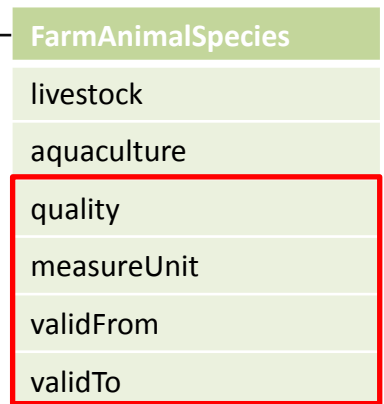 FarmAnimalSpecies
livestock
aquaculture
quality
measureUnit
validFrom
validTo